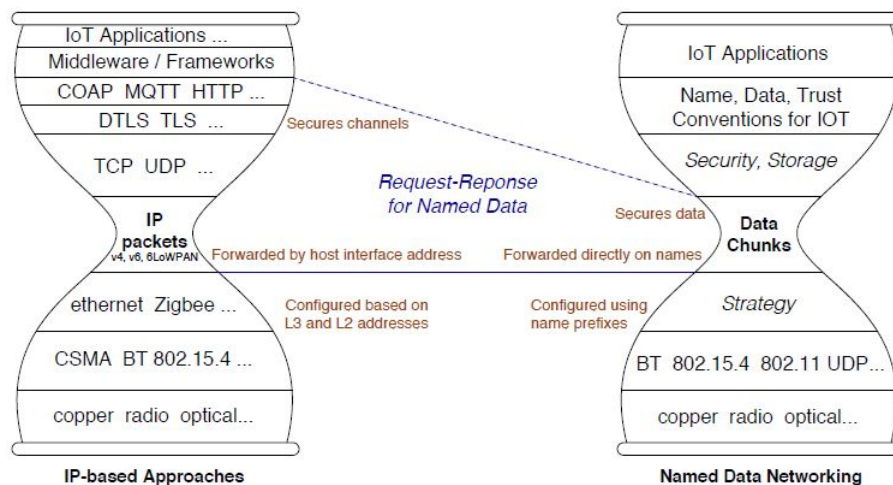 IoT Applications ...
Middleware / Frameworks
COAP MQTT HTTP ...
DTLS TLS ...
TCP UDP ...
IP
packets
v4, v6, 6LoWPAN
ethernet Zigbee ...
CSMA BT 802.15.4 ...
copper radio optical...
IP-based Approaches
Secures channels
Request-Reponse
for Named Data
Secures data
Forwarded by host interface address
Forwarded directly on names
Configured based on
L3 and L2 addresses
Configured using
name prefixes
IoT Applications
Name, Data, Trust
Conventions for IOT
Security, Storage
Data
Chunks
Strategy
BT 802.15.4 802.11 UDP...
copper radio optical...
Named Data Networking